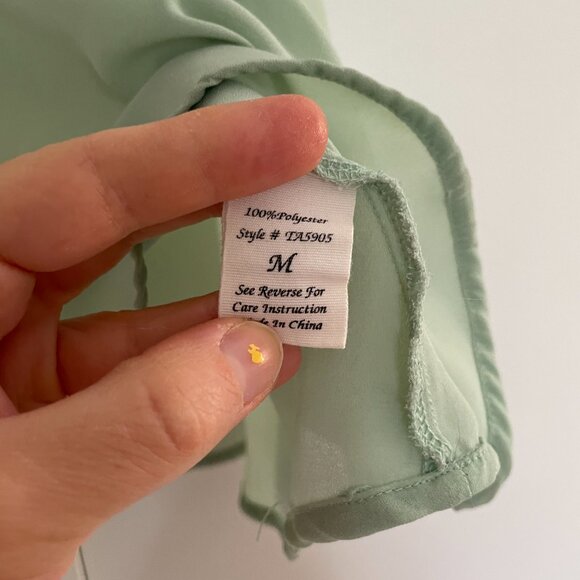 100%Polyester
Style # TA5905
M
See Reverse For
Care Instruction
In China